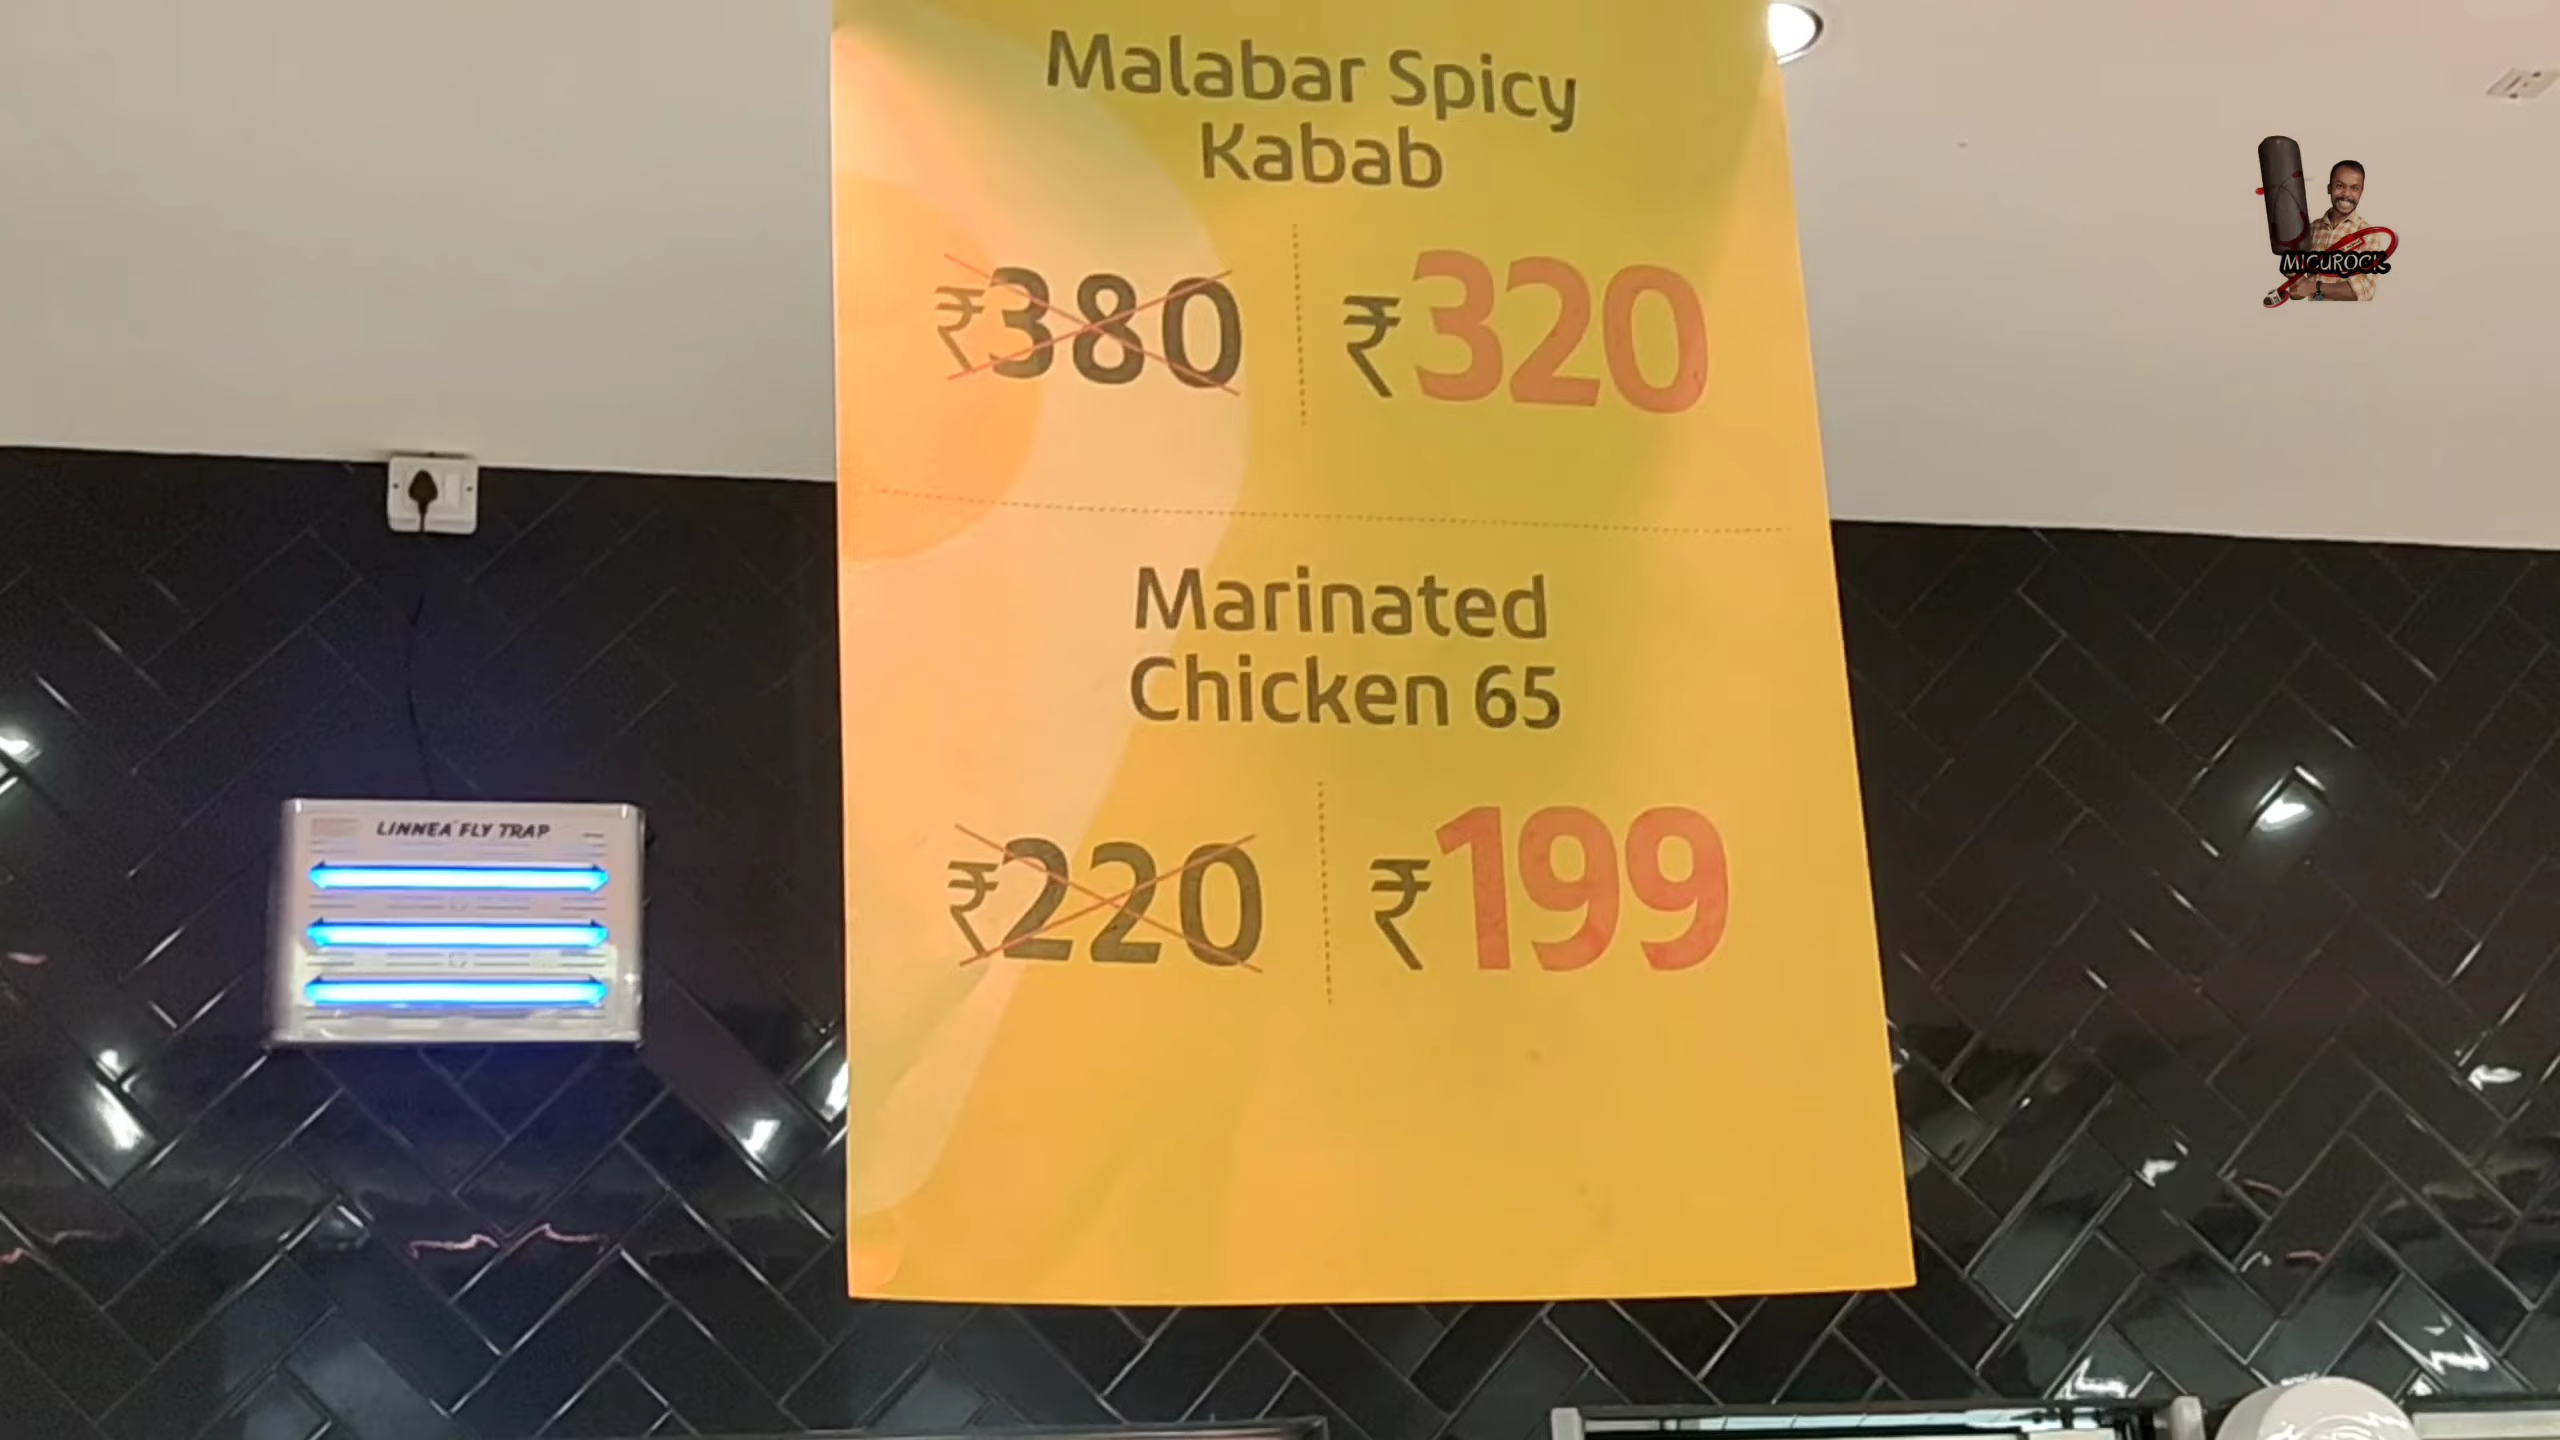 Malabar Spicy
Kabab
₹380 ₹320
MICUROCK
Marinated
Chicken 65
₹220 ₹199
LINNEA FLY TRAP